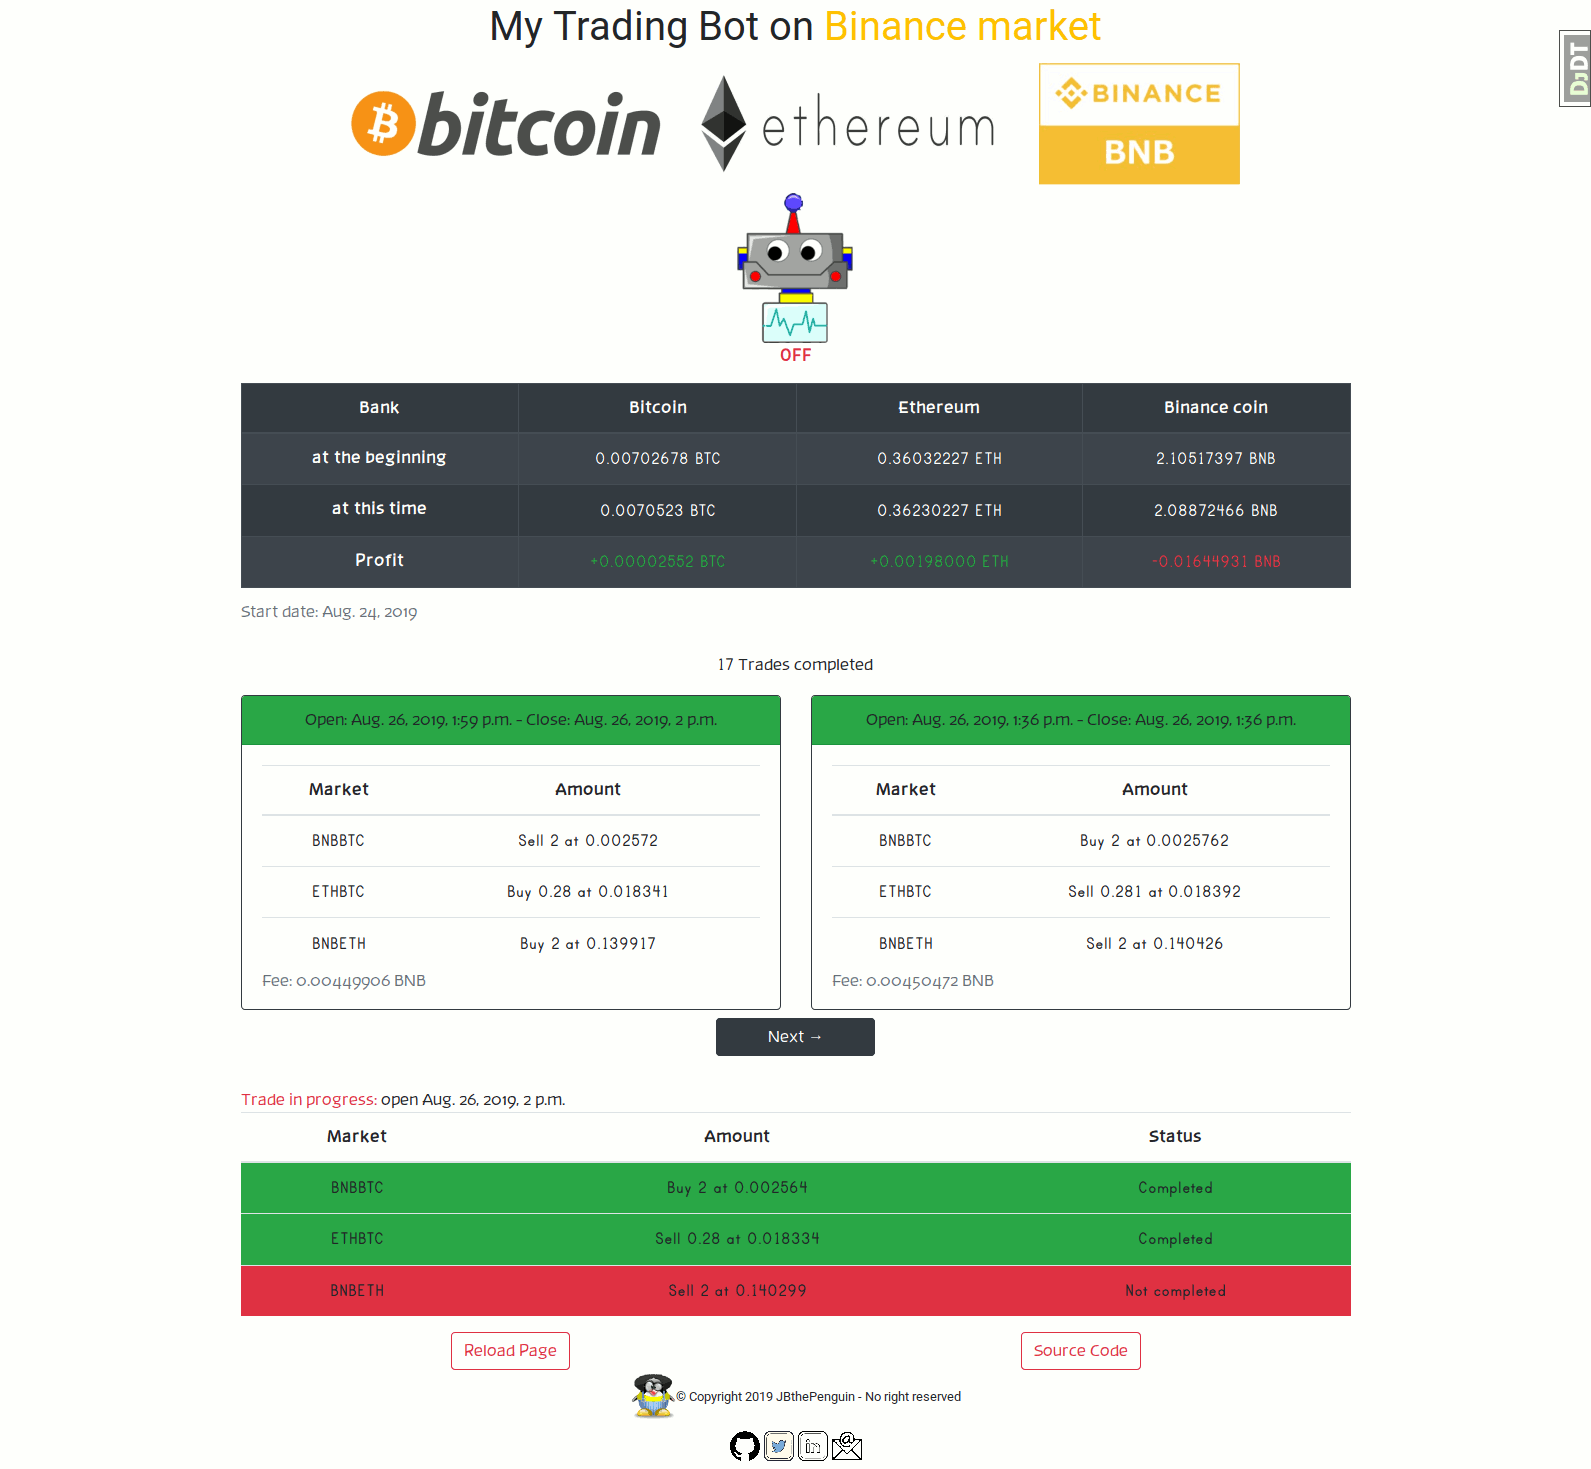 My Trading Bot on Binance market
DJDT
bitcoin
ethereum
BINANCE
BNB
OFF
Bank Bitcoin Ethereum Binance coin
at the beginning 0.00702678 BTC 0.36032227 ETH 2.10517397 BNB
at this time 0.0070523 BTC 0.36230227 ETH 2.08872466 BNB
Profit +0.00002552 BTC +0.00198000 ETH -0.01644931 BNB
Start date: Aug. 24, 2019
17 Trades completed
Open: Aug. 26, 2019, 1:59 p.m. - Close: Aug. 26, 2019, 2 p.m.
Market Amount
BNBBTC Sell 2 at 0.002572
ETHBTC Buy 0.28 at 0.018341
BNBETH Buy 2 at 0.139917
Fee: 0.00449906 BNB
Open: Aug. 26, 2019, 1:36 p.m. - Close: Aug. 26, 2019, 1:36 p.m.
Market Amount
BNBBTC Buy 2 at 0.0025762
ETHBTC Sell 0.281 at 0.018392
BNBETH Sell 2 at 0.140426
Fee: 0.00450472 BNB
Next →
Trade in progress: open Aug. 26, 2019, 2 p.m.
Market Amount Status
BNBBTC Buy 2 at 0.002564 Completed
ETHBTC Sell 0.28 at 0.018334 Completed
BNBETH Sell 2 at 0.140299 Not completed
Reload Page Source Code
© Copyright 2019 JBthePenguin - No right reserved
in @